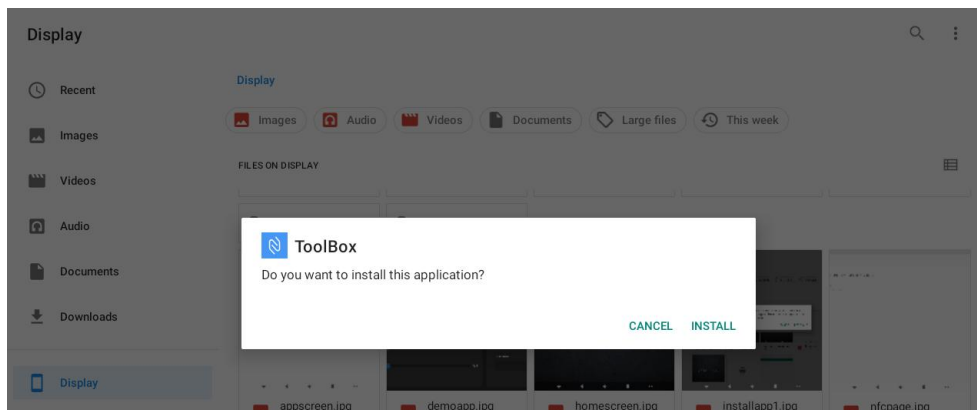 Display
Recent
Images
Videos
Audio
Documents
Downloads
Display
Display
Images Audio Videos Documents Large files This week
FILES ON DISPLAY
ToolBox
Do you want to install this application?
CANCEL INSTALL
appscreen.jpg demoapp.jpg homescreen.jpg installapp1.jpg nfcpage.jpg